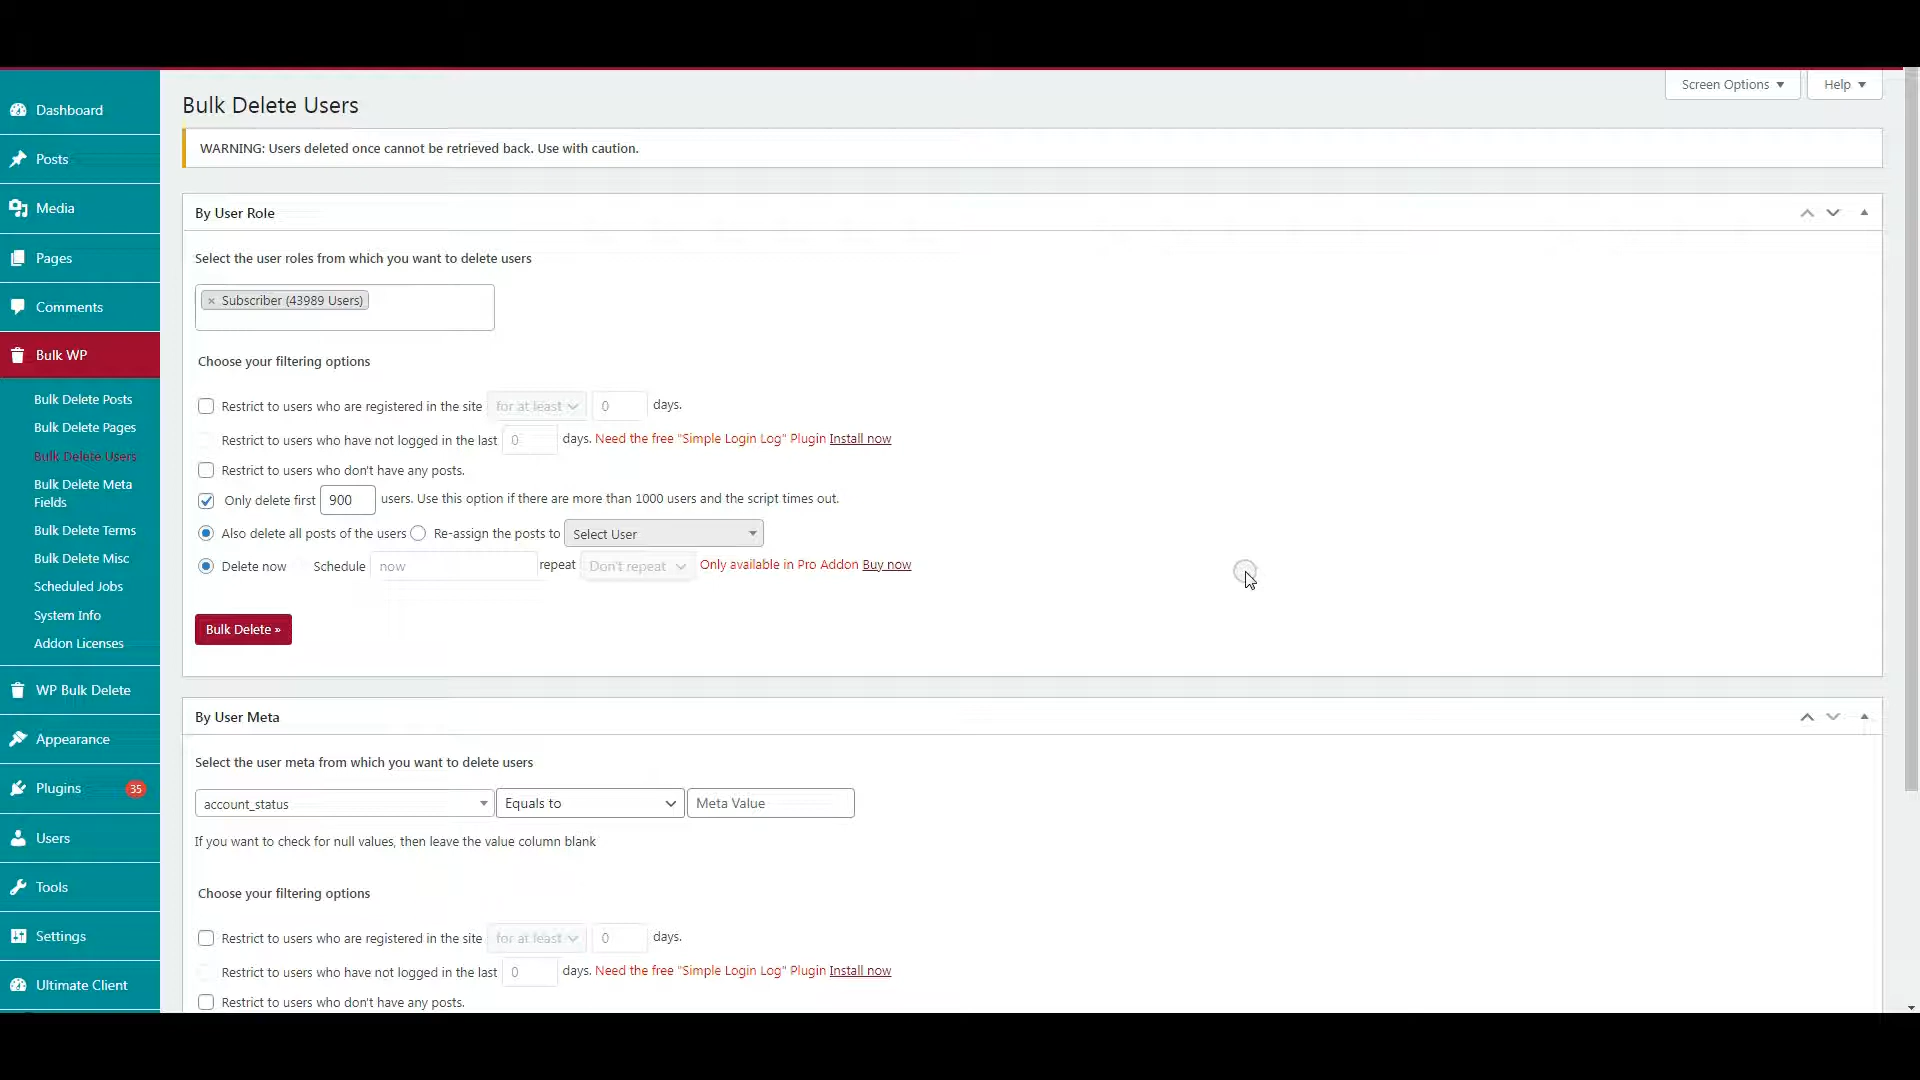 Screen Options
Help
Dashboard
Posts
Media
Pages
Comments
Bulk WP
Bulk Delete Posts
Bulk Delete Pages
Bulk Delete Users
Bulk Delete Meta
Fields
Bulk Delete Terms
Bulk Delete Misc
Scheduled Jobs
System Info
Addon Licenses
WP Bulk Delete
Appearance
Plugins 35
Users
Tools
Settings
Ultimate Client
Bulk Delete Users
WARNING: Users deleted once cannot be retrieved back. Use with caution.
By User Role
Select the user roles from which you want to delete users
× Subscriber (43989 Users)
Choose your filtering options
Restrict to users who are registered in the site for at least 0 days.
Restrict to users who have not logged in the last 0 days. Need the free "Simple Login Log" Plugin Install now
Restrict to users who don't have any posts.
Only delete first 900 users. Use this option if there are more than 1000 users and the script times out.
Also delete all posts of the users Re-assign the posts to Select User
Delete now Schedule now repeat Don't repeat Only available in Pro Addon Buy now
Bulk Delete »
By User Meta
Select the user meta from which you want to delete users
account_status Equals to Meta Value
If you want to check for null values, then leave the value column blank
Choose your filtering options
Restrict to users who are registered in the site for at least 0 days.
Restrict to users who have not logged in the last 0 days. Need the free "Simple Login Log" Plugin Install now
Restrict to users who don't have any posts.